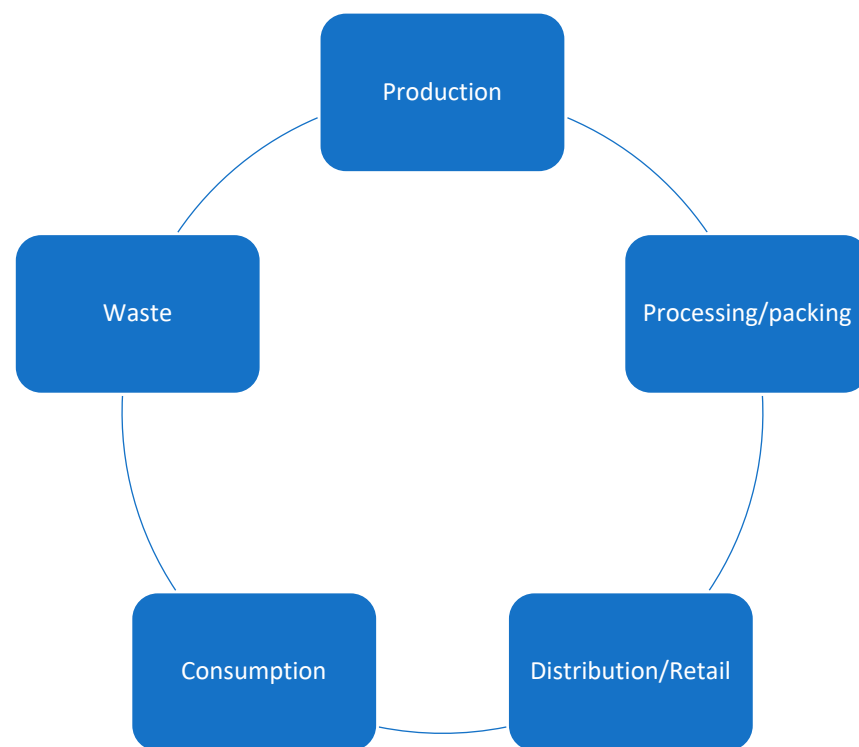 Production
Processing/packing
Distribution/Retail
Consumption
Waste